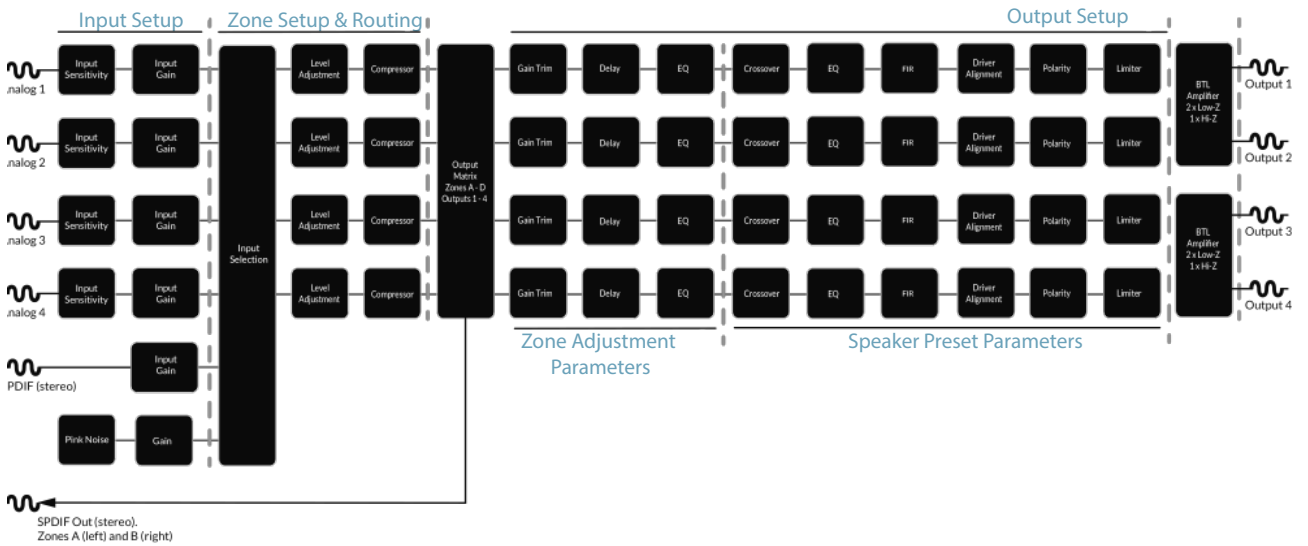 Input Setup
Zone Setup & Routing
Output Setup
Input
Sensitivity
Input
Gain
Level
Adjustment
Compressor
Gain Trim
Delay
EQ
Crossover
EQ
FIR
Driver
Alignment
Polarity
Limiter
BTL
Amplifier
2 x Low-Z
1 x Hi-Z
nalog 1
Output 1
Input
Sensitivity
Input
Gain
Level
Adjustment
Compressor
Gain Trim
Delay
EQ
Crossover
EQ
FIR
Driver
Alignment
Polarity
Limiter
nalog 2
Output 2
Output
Matrix
Zones A - D
Outputs 1 - 4
Input
Sensitivity
Input
Gain
Input
Selection
Level
Adjustment
Compressor
Gain Trim
Delay
EQ
Crossover
EQ
FIR
Driver
Alignment
Polarity
Limiter
BTL
Amplifier
2 x Low-Z
1 x Hi-Z
nalog 3
Output 3
Input
Sensitivity
Input
Gain
Level
Adjustment
Compressor
Gain Trim
Delay
EQ
Crossover
EQ
FIR
Driver
Alignment
Polarity
Limiter
nalog 4
Output 4
Zone Adjustment
Parameters
Speaker Preset Parameters
Input
Gain
PDIF (stereo)
Pink Noise
Gain
SPDIF Out (stereo).
Zones A (left) and B (right)